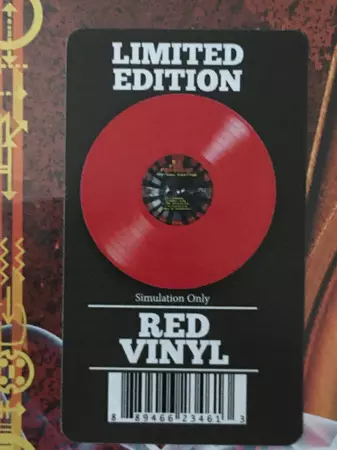 LIMITED
EDITION
Simulation Only
RED
VINYL
8 89466 23461 3